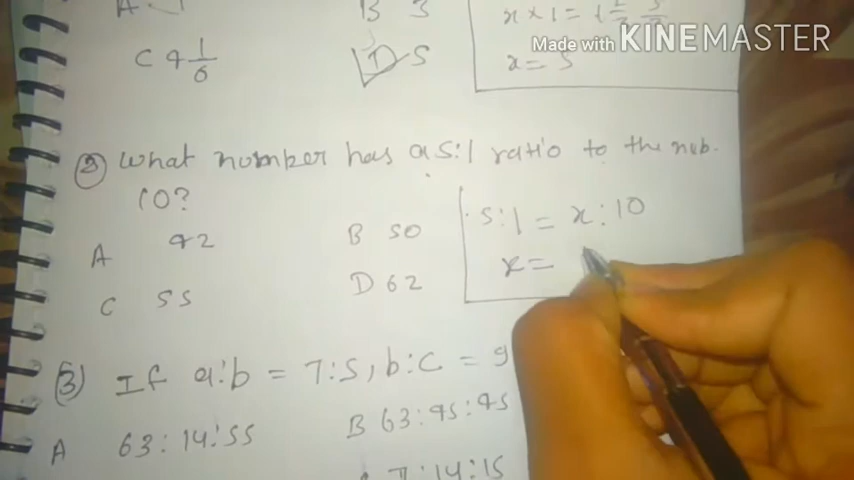 B 3
x × 1 =
Made with KINEMASTER
C 4 1/6
D 5
x = 5
② What number has a 5:1 ratio to the nub.
10?
5:1 = x:10
A 42
B 50
x =
C 55
D 62
③ If a:b = 7:5, b:c = 9
A 63:14:55
B 63:45:45
7:14:15